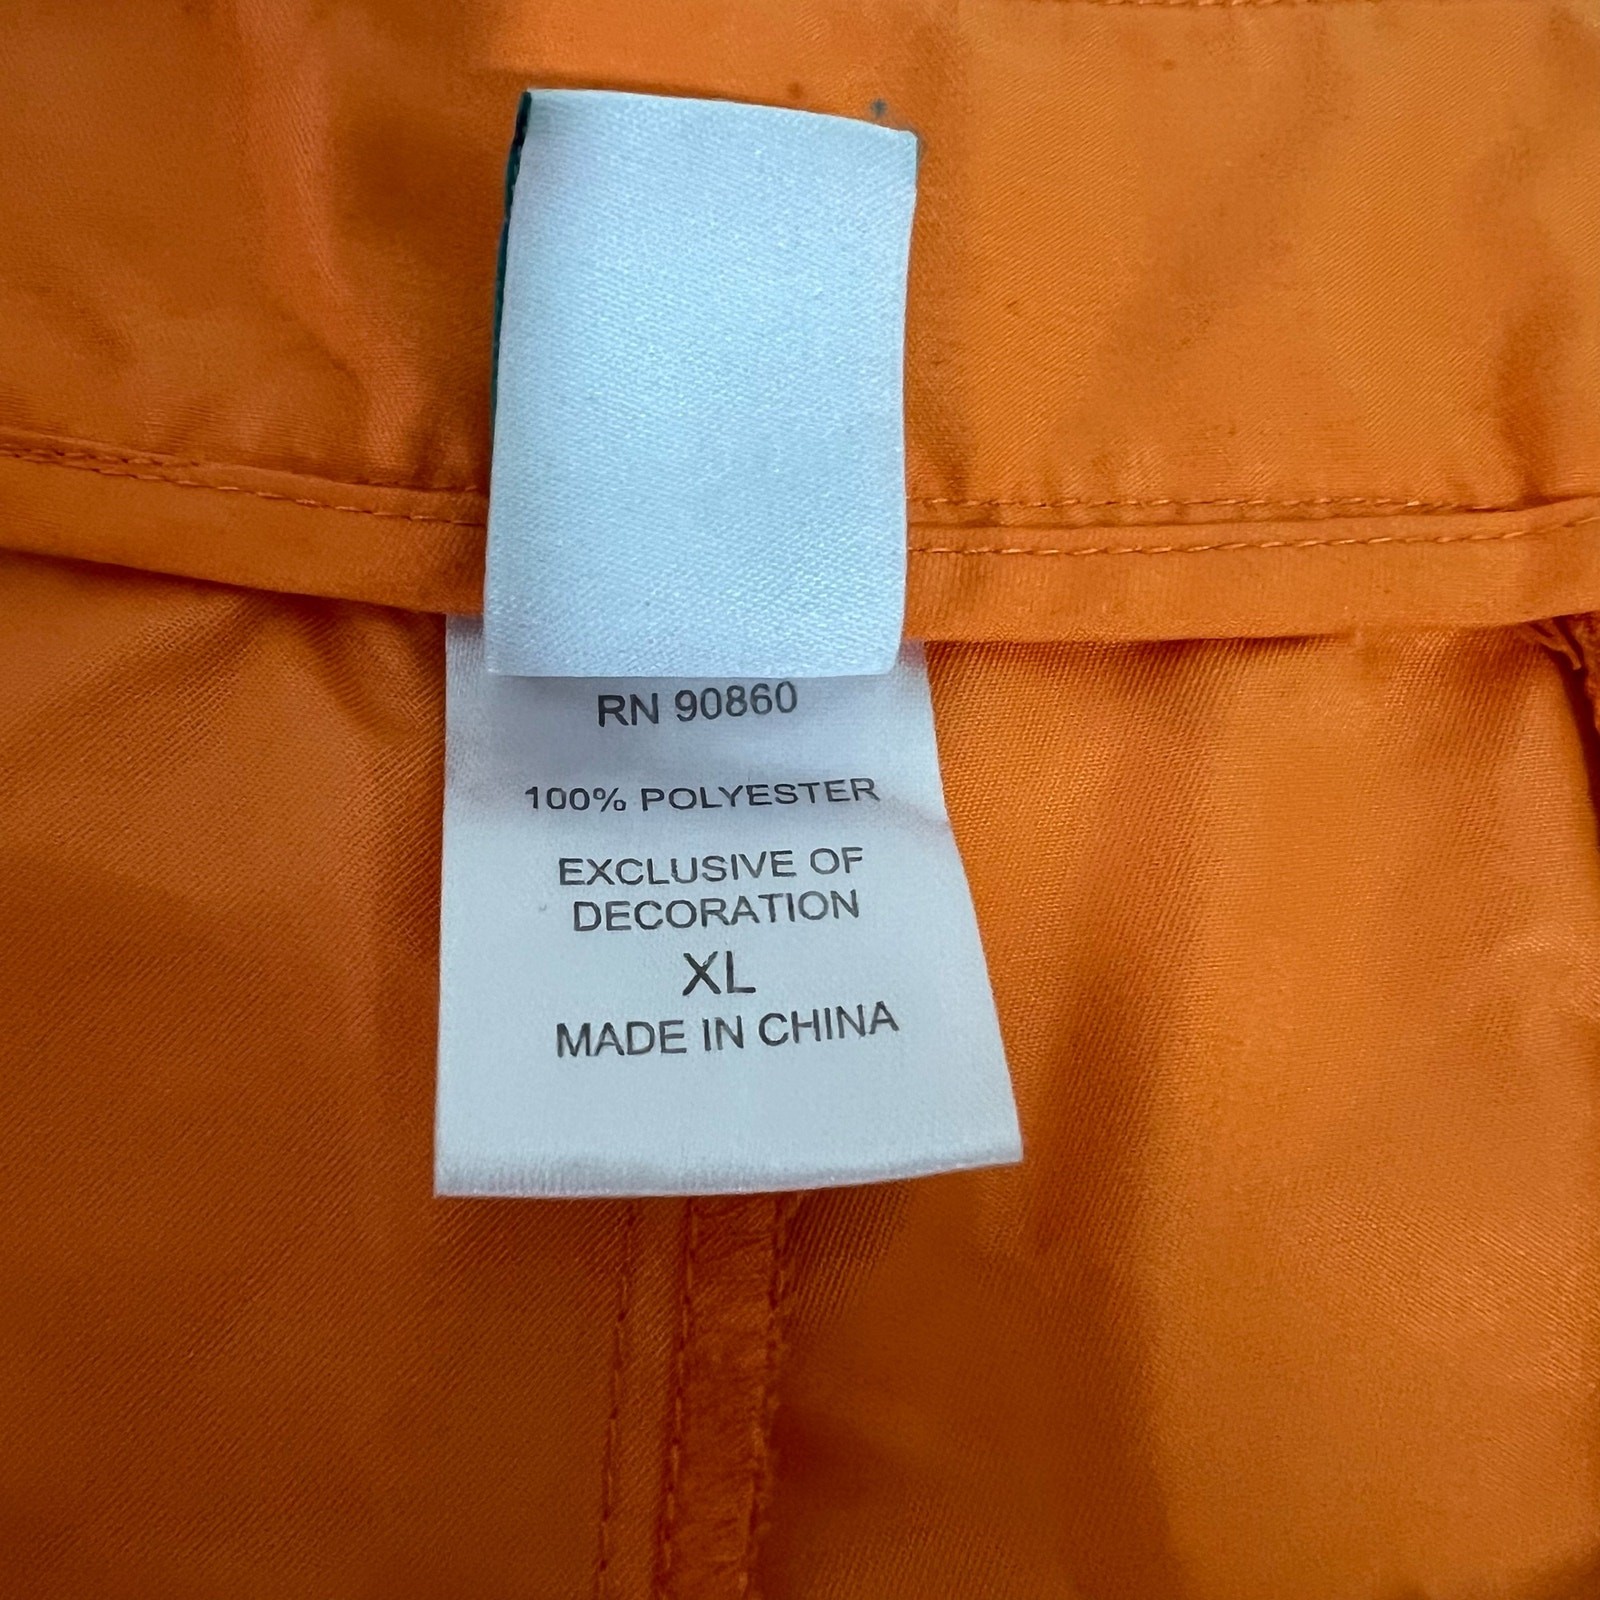 RN 90860
100% POLYESTER
EXCLUSIVE OF
DECORATION
XL
MADE IN CHINA